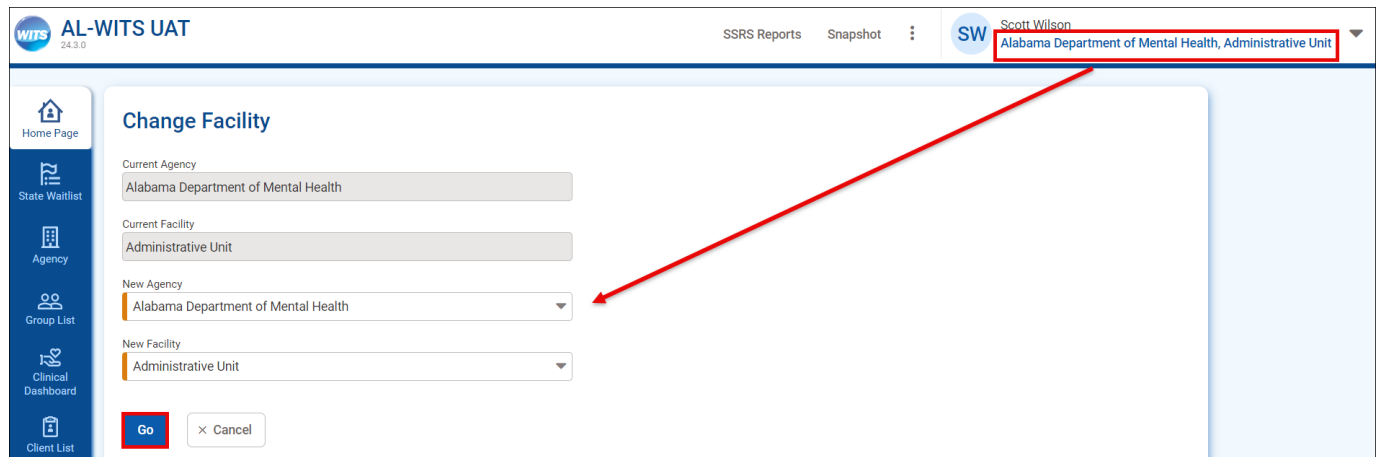 WITS
AL-WITS UAT
24.3.0
SSRS Reports
Snapshot
SW
Scott Wilson
Alabama Department of Mental Health, Administrative Unit
Home Page
State Waitlist
Agency
Group List
Clinical
Dashboard
Client List
Change Facility
Current Agency
Alabama Department of Mental Health
Current Facility
Administrative Unit
New Agency
Alabama Department of Mental Health
New Facility
Administrative Unit
Go
× Cancel